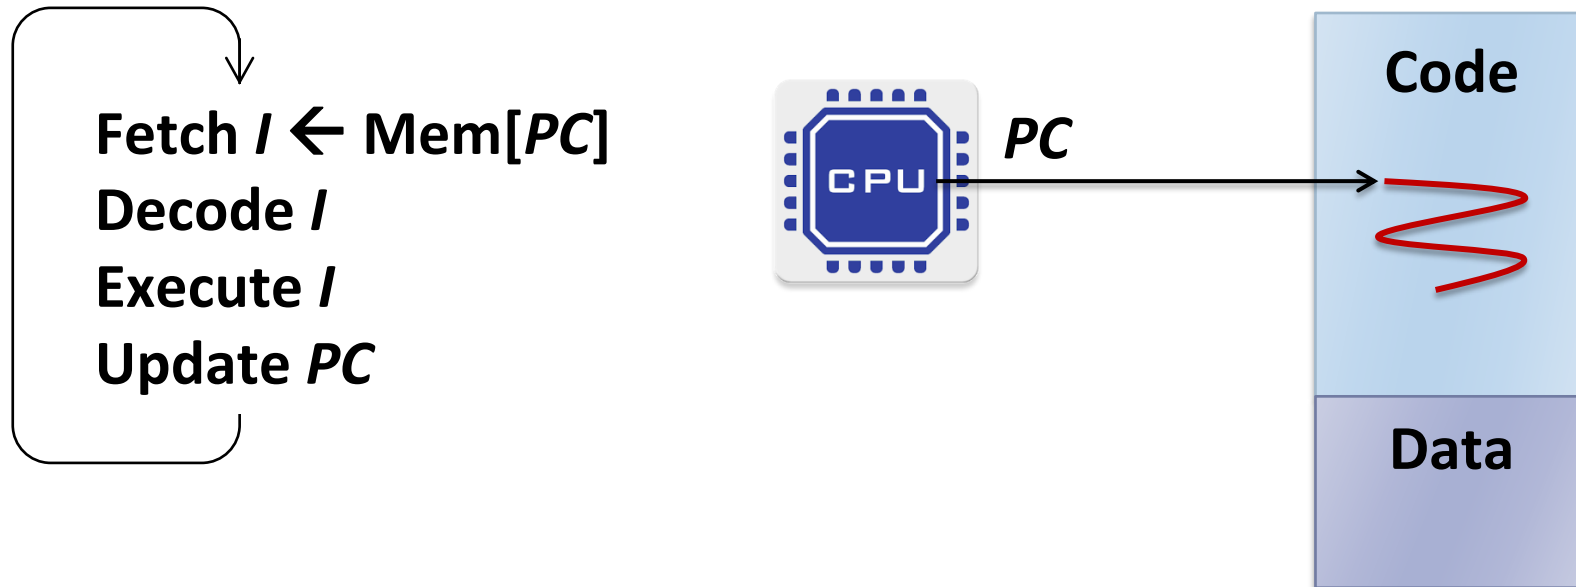 Fetch I ← Mem[PC]
Decode I
Execute I
Update PC
CPU
PC
Code
Data